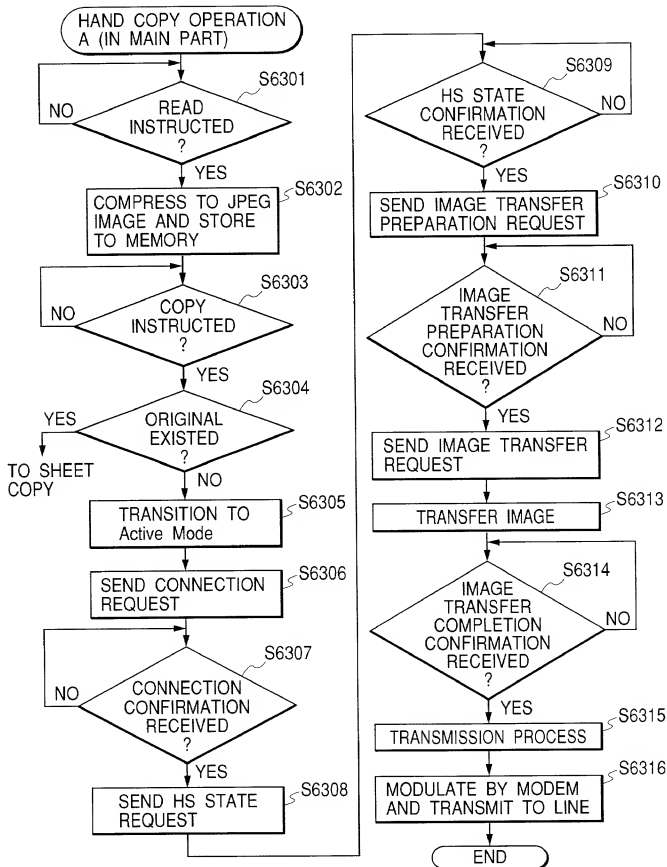 HAND COPY OPERATION
A (IN MAIN PART)
S6301
NO
READ
INSTRUCTED
?
YES
S6302
COMPRESS TO JPEG
IMAGE AND STORE
TO MEMORY
S6303
NO
COPY
INSTRUCTED
?
YES
S6304
YES
ORIGINAL
EXISTED
?
TO SHEET
COPY
NO
S6305
TRANSITION TO
Active Mode
S6306
SEND CONNECTION
REQUEST
S6307
NO
CONNECTION
CONFIRMATION
RECEIVED
?
YES
S6308
SEND HS STATE
REQUEST
S6309
HS STATE
CONFIRMATION
RECEIVED
?
NO
YES
S6310
SEND IMAGE TRANSFER
PREPARATION REQUEST
S6311
IMAGE
TRANSFER
PREPARATION
CONFIRMATION
RECEIVED
?
NO
YES
S6312
SEND IMAGE TRANSFER
REQUEST
S6313
TRANSFER IMAGE
S6314
IMAGE
TRANSFER
COMPLETION
CONFIRMATION
RECEIVED
?
NO
YES
S6315
TRANSMISSION PROCESS
S6316
MODULATE BY MODEM
AND TRANSMIT TO LINE
END